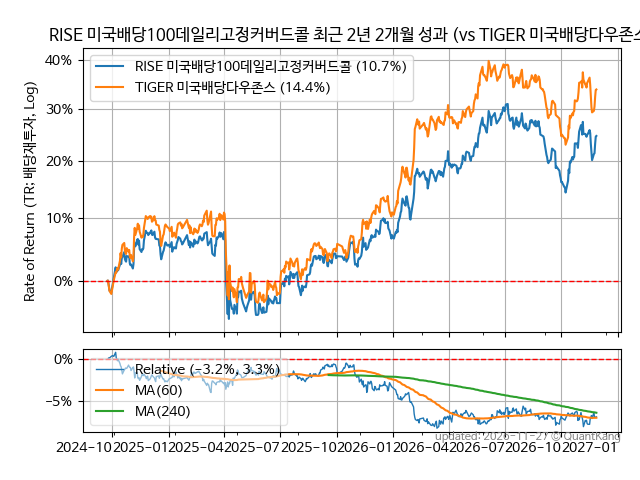 RISE 미국배당100데일리고정커버드콜 최근 2년 2개월 성과 (vs TIGER 미국배당다우존스
40%
30%
20%
10%
0%
Rate of Return (TR: 배당재투자, Log)
RISE 미국배당100데일리고정커버드콜 (10.7%)
TIGER 미국배당다우존스 (14.4%)
0%
−5%
Relative (−3.2%, 3.3%)
MA(60)
MA(240)
2024-10 2025-01 2025-04 2025-07 2025-10 2026-01 2026-04 2026-07 2026-10 2027-01
© QuantKang